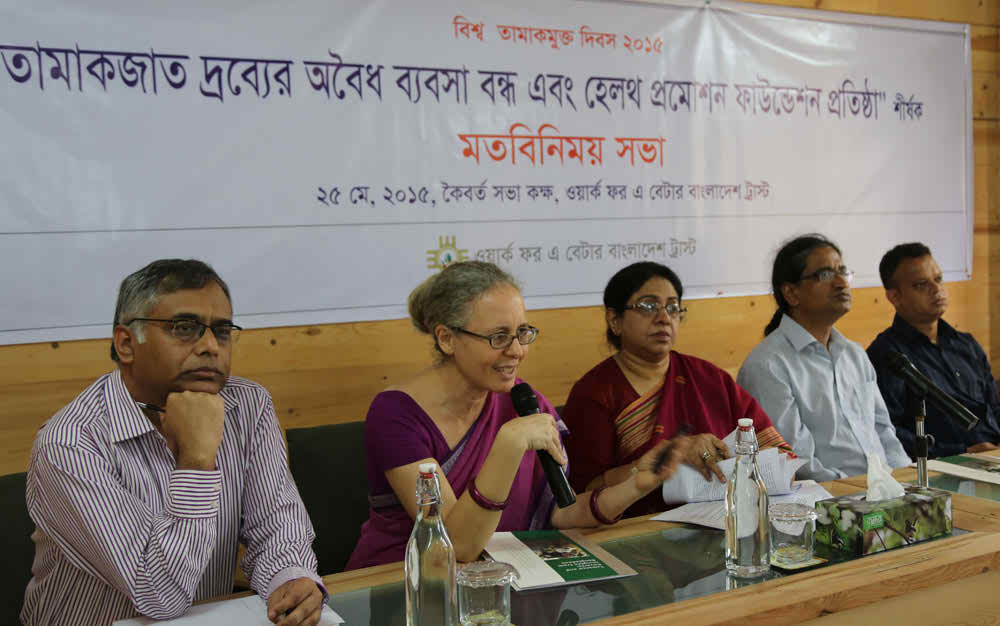 বিশ্ব তামাকমুক্ত দিবস ২০১৫
তামাকজাত দ্রব্যের অবৈধ ব্যবসা বন্ধ এবং হেলথ প্রমোশন ফাউন্ডেশন প্রতিষ্ঠা" শীর্ষক
মতবিনিময় সভা
২৫ মে, ২০১৫, কৈবর্ত সভা কক্ষ, ওয়ার্ক ফর এ বেটার বাংলাদেশ ট্রাস্ট
ওয়ার্ক ফর এ বেটার বাংলাদেশ ট্রাস্ট